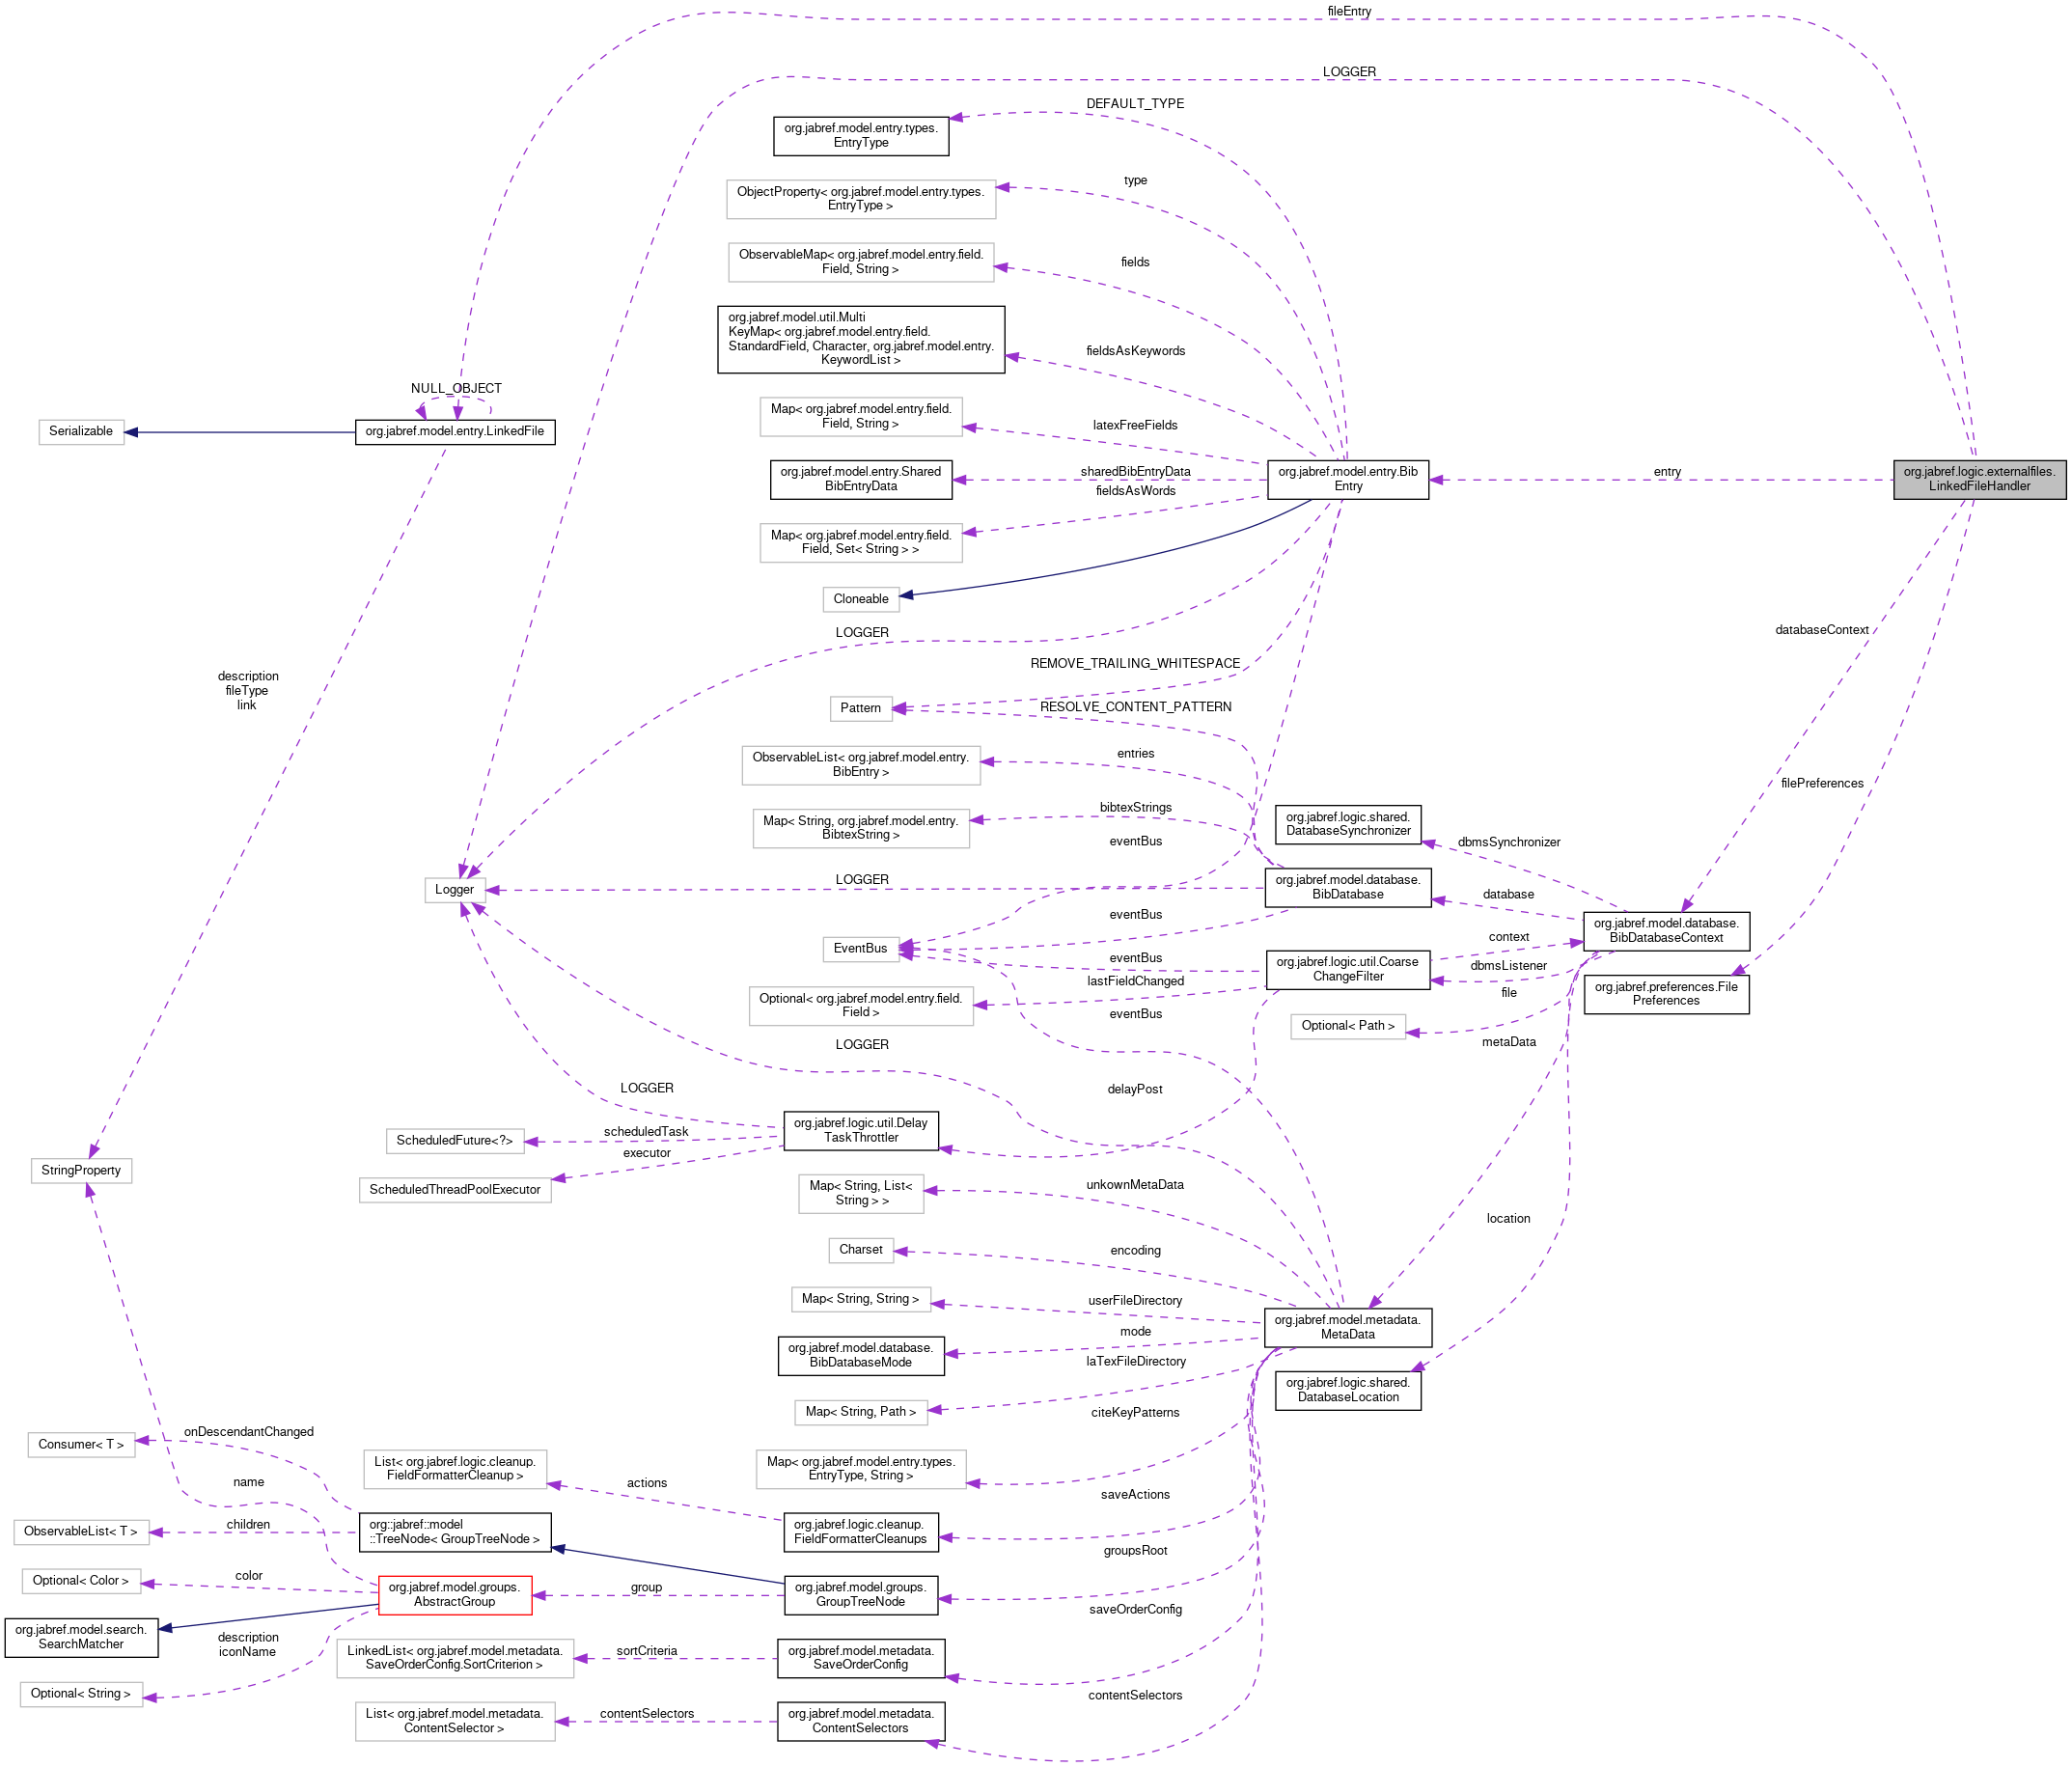 fileEntry
LOGGER
DEFAULT_TYPE
org.jabref.model.entry.types.
EntryType
type
ObjectProperty< org.jabref.model.entry.types.
EntryType >
fields
ObservableMap< org.jabref.model.entry.field.
Field, String >
org.jabref.model.util.Multi
KeyMap< org.jabref.model.entry.field.
StandardField, Character, org.jabref.model.entry.
KeywordList >
fieldsAsKeywords
NULL_OBJECT
Serializable
org.jabref.model.entry.LinkedFile
Map< org.jabref.model.entry.field.
Field, String >
latexFreeFields
org.jabref.model.entry.Shared
BibEntryData
sharedBibEntryData
fieldsAsWords
org.jabref.model.entry.Bib
Entry
entry
org.jabref.logic.externalfiles.
LinkedFileHandler
Map< org.jabref.model.entry.field.
Field, Set< String > >
Cloneable
LOGGER
databaseContext
REMOVE_TRAILING_WHITESPACE
description
fileType
link
Pattern
RESOLVE_CONTENT_PATTERN
ObservableList< org.jabref.model.entry.
BibEntry >
entries
filePreferences
Map< String, org.jabref.model.entry.
BibtexString >
bibtexStrings
org.jabref.logic.shared.
DatabaseSynchronizer
dbmsSynchronizer
eventBus
Logger
LOGGER
org.jabref.model.database.
BibDatabase
database
eventBus
org.jabref.model.database.
BibDatabaseContext
EventBus
context
eventBus
org.jabref.logic.util.Coarse
ChangeFilter
dbmsListener
lastFieldChanged
file
org.jabref.preferences.File
Preferences
Optional< org.jabref.model.entry.field.
Field >
eventBus
Optional< Path >
metaData
LOGGER
LOGGER
delayPost
org.jabref.logic.util.Delay
TaskThrottler
ScheduledFuture<?>
scheduledTask
executor
StringProperty
ScheduledThreadPoolExecutor
Map< String, List<
String > >
unkownMetaData
location
Charset
encoding
Map< String, String >
userFileDirectory
org.jabref.model.metadata.
MetaData
mode
org.jabref.model.database.
BibDatabaseMode
laTexFileDirectory
org.jabref.logic.shared.
DatabaseLocation
Map< String, Path >
citeKeyPatterns
Consumer< T >
onDescendantChanged
List< org.jabref.logic.cleanup.
FieldFormatterCleanup >
actions
Map< org.jabref.model.entry.types.
EntryType, String >
name
saveActions
ObservableList< T >
children
org::jabref::model
::TreeNode< GroupTreeNode >
org.jabref.logic.cleanup.
FieldFormatterCleanups
groupsRoot
Optional< Color >
color
org.jabref.model.groups.
AbstractGroup
group
org.jabref.model.groups.
GroupTreeNode
saveOrderConfig
org.jabref.model.search.
SearchMatcher
description
iconName
LinkedList< org.jabref.model.metadata.
SaveOrderConfig.SortCriterion >
sortCriteria
org.jabref.model.metadata.
SaveOrderConfig
Optional< String >
contentSelectors
List< org.jabref.model.metadata.
ContentSelector >
contentSelectors
org.jabref.model.metadata.
ContentSelectors